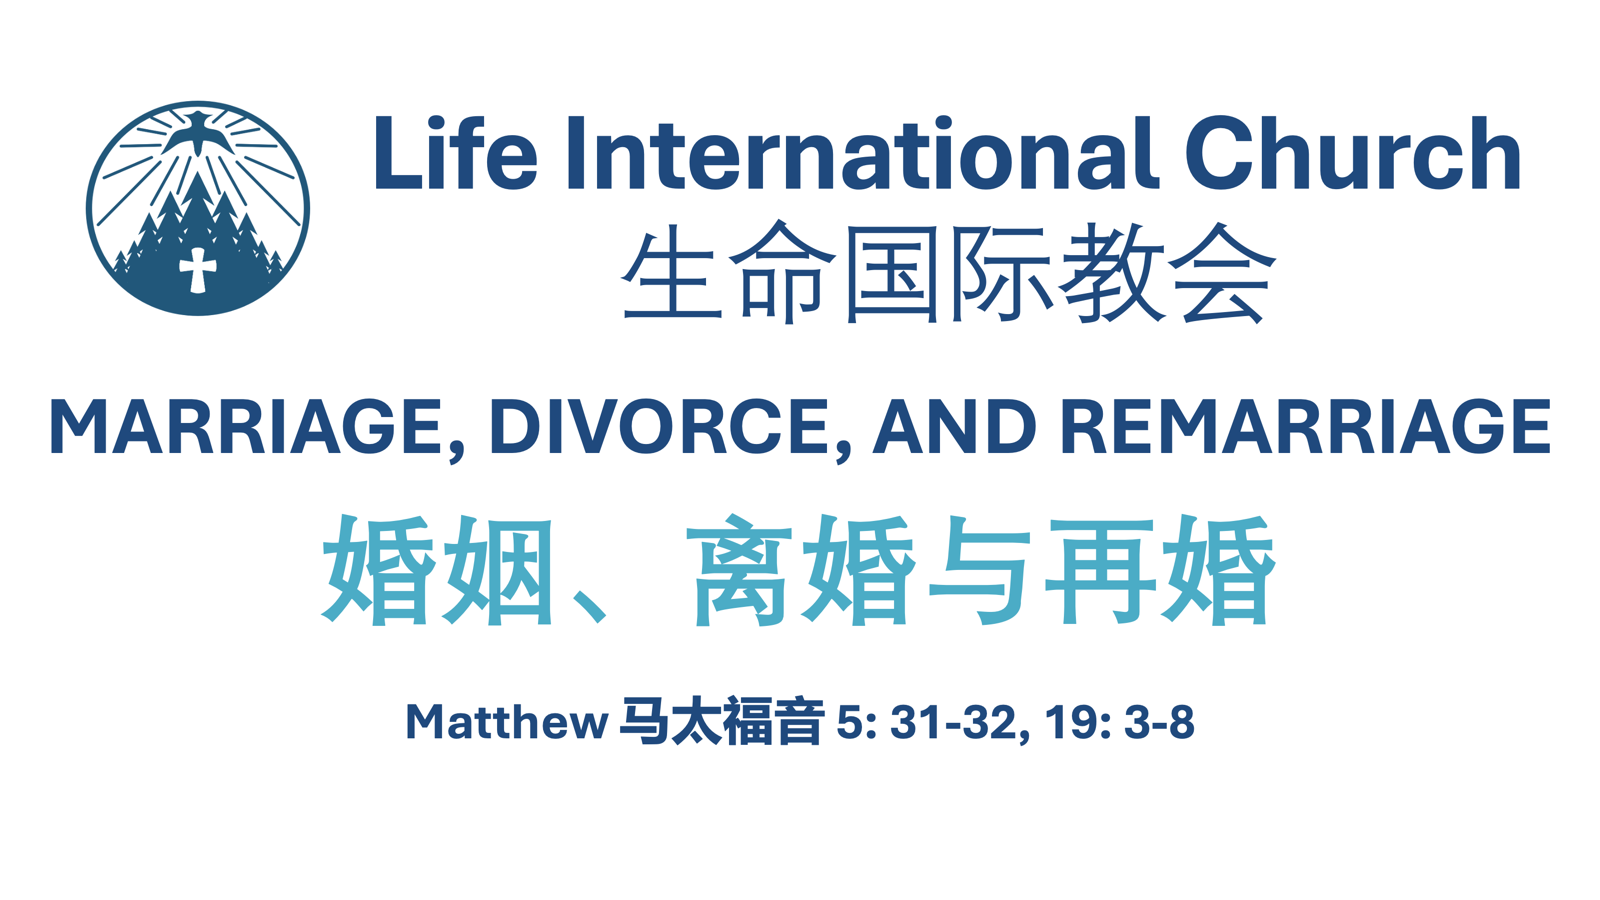 Life International Church
生命国际教会
MARRIAGE, DIVORCE, AND REMARRIAGE
婚姻、离婚与再婚
Matthew 马太福音 5: 31-32, 19: 3-8